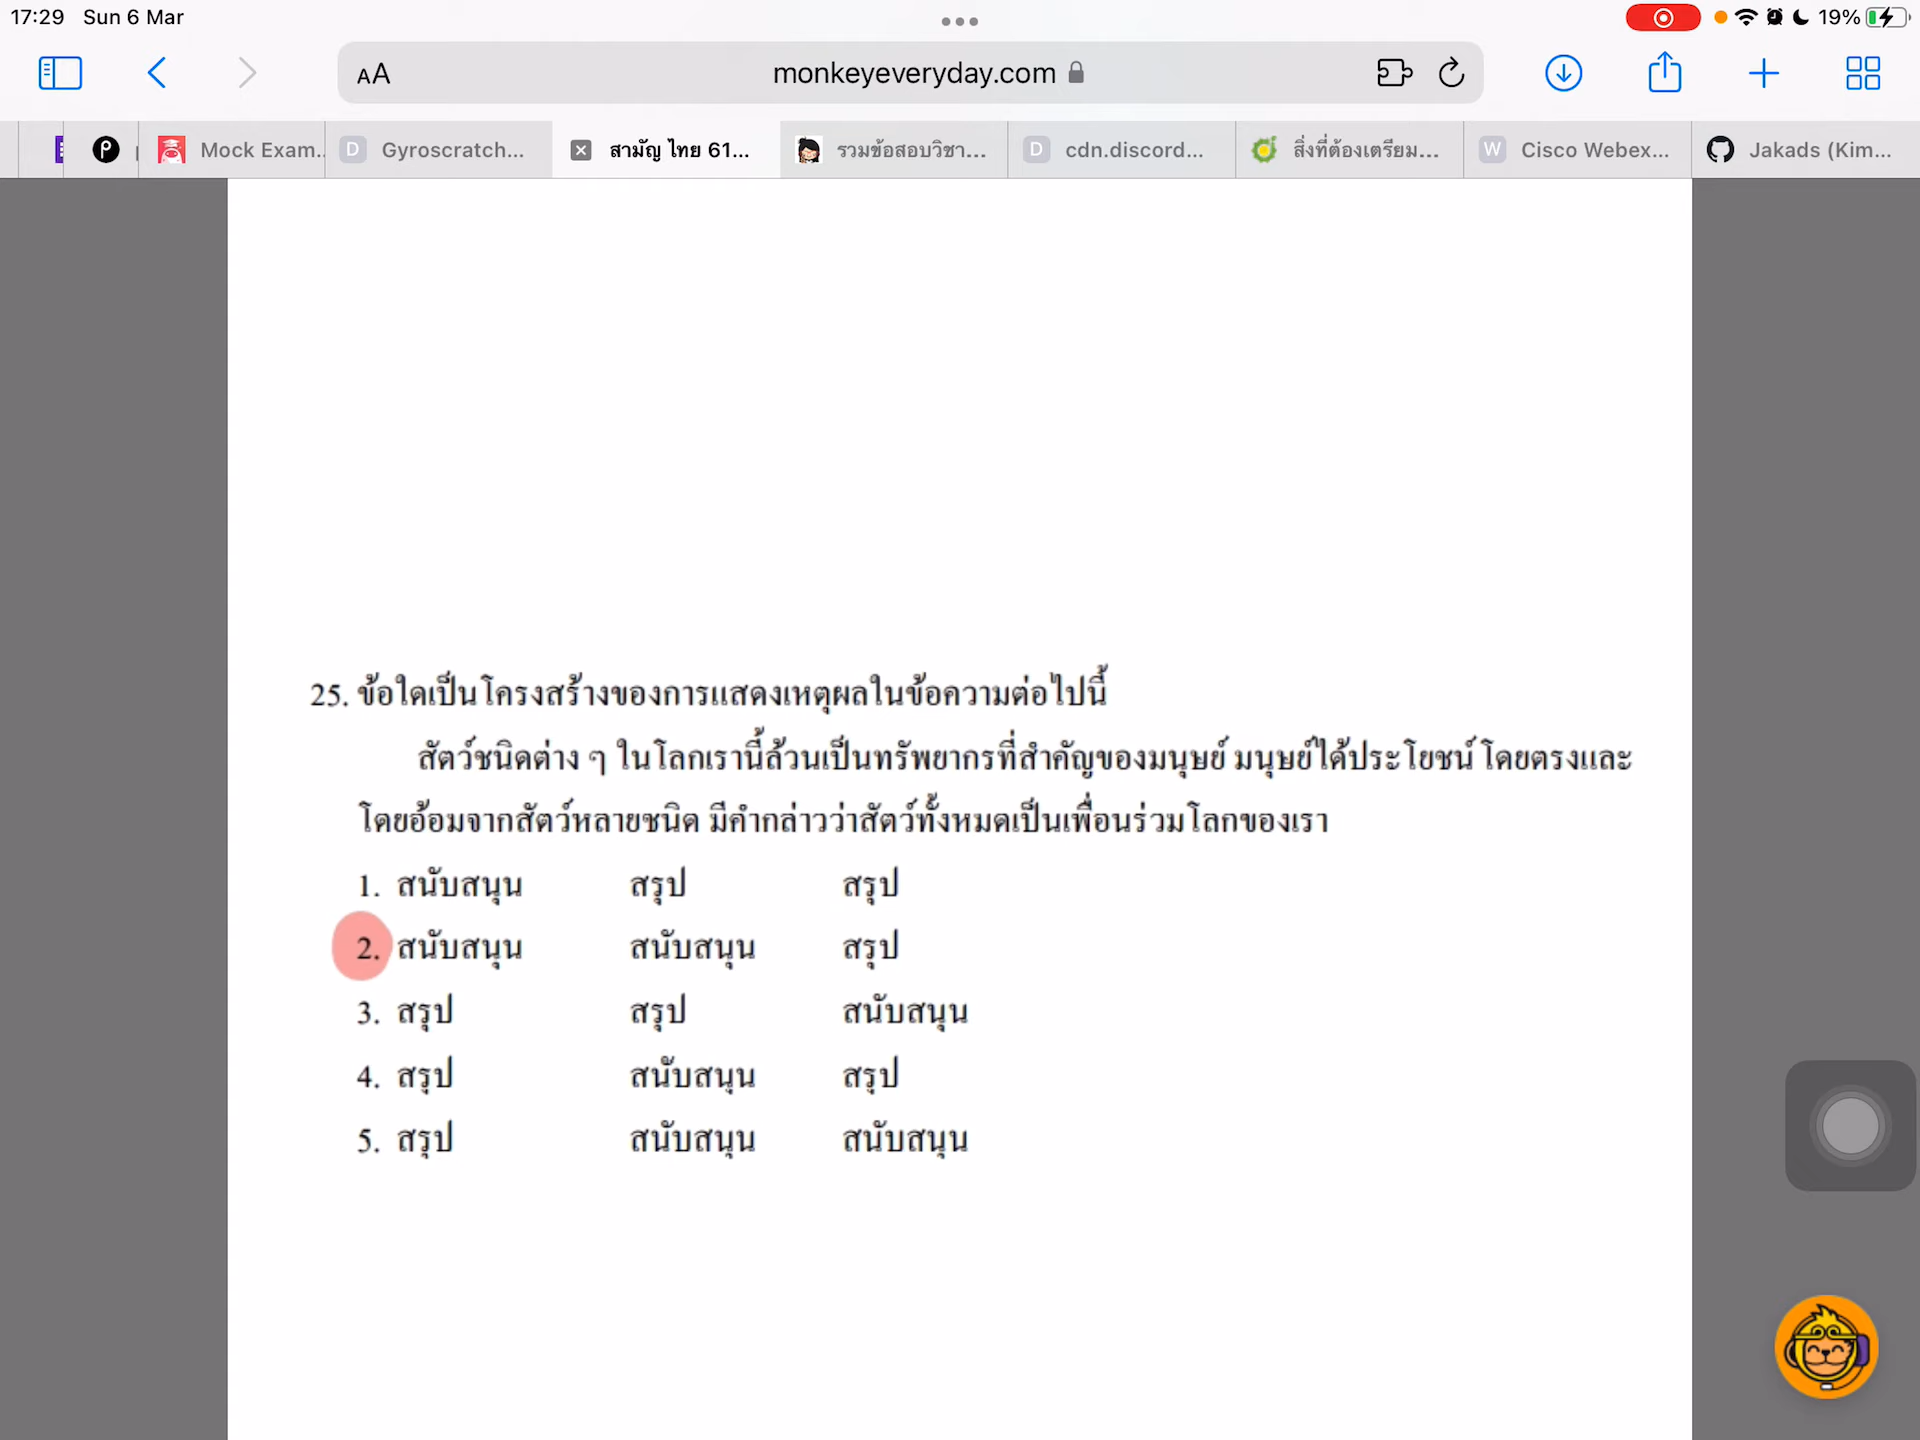 17:29 Sun 6 Mar
19%
AA monkeyeveryday.com
Mock Exam... Gyroscratch... สามัญ ไทย 61... รวมข้อสอบวิชา... cdn.discord... สิ่งที่ต้องเตรียม... Cisco Webex... Jakads (Kim...
25. ข้อใดเป็นโครงสร้างของการแสดงเหตุผลในข้อความต่อไปนี้
สัตว์ชนิดต่าง ๆ ในโลกเรานี้ล้วนเป็นทรัพยากรที่สำคัญของมนุษย์ มนุษย์ได้ประโยชน์โดยตรงและ
โดยอ้อมจากสัตว์หลายชนิด มีคำกล่าวว่าสัตว์ทั้งหมดเป็นเพื่อนร่วมโลกของเรา
1. สนับสนุน สรุป สรุป
2. สนับสนุน สนับสนุน สรุป
3. สรุป สรุป สนับสนุน
4. สรุป สนับสนุน สรุป
5. สรุป สนับสนุน สนับสนุน